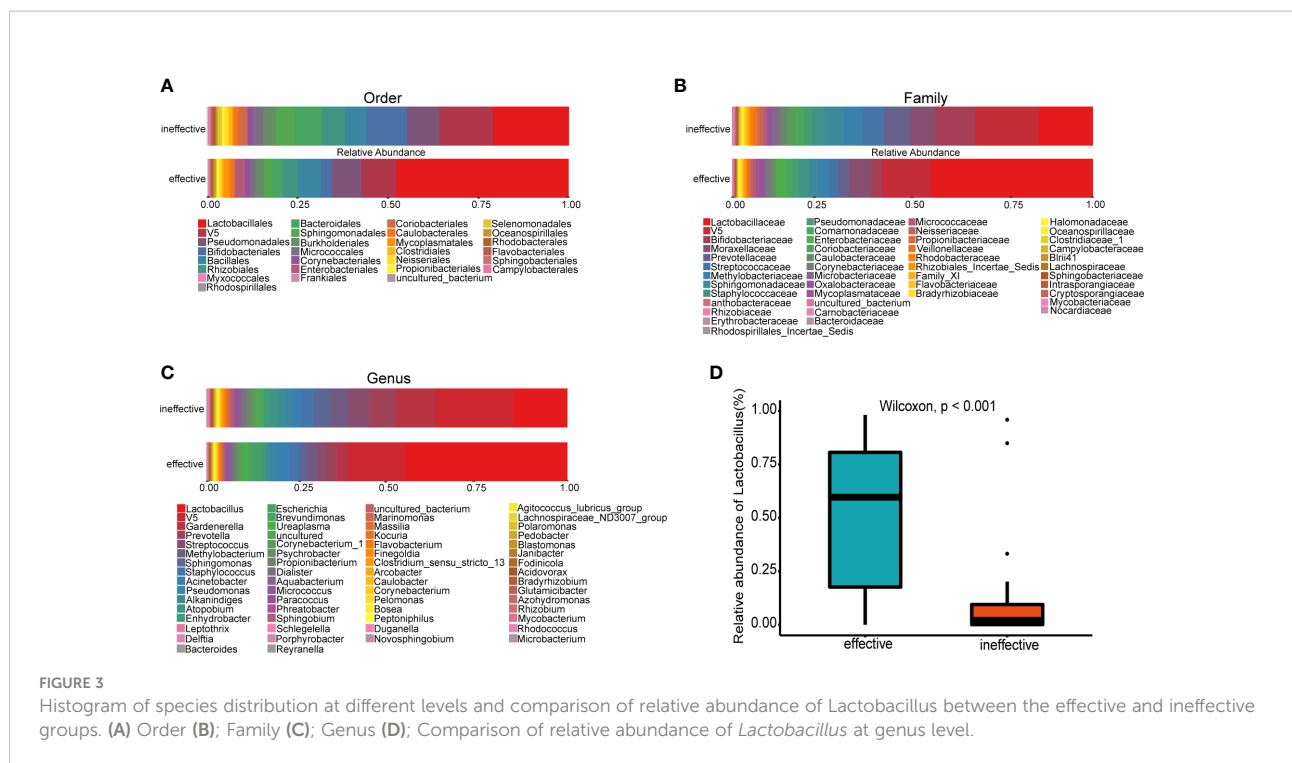 A
Order
ineffective
Relative Abundance
effective
0.00 0.25 0.50 0.75 1.00
Lactobacillales Bacteroidales Coriobacteriales Selenomonadales
V5 Sphingomonadales Caulobacterales Oceanospirillales
Pseudomonadales Burkholderiales Mycoplasmatales Rhodobacterales
Bifidobacteriales Micrococcales Clostridiales Flavobacteriales
Bacillales Corynebacteriales Neisseriales Sphingobacteriales
Rhizobiales Enterobacteriales Propionibacteriales Campylobacterales
Myxococcales Frankiales uncultured_bacterium
Rhodospirillales
B
Family
ineffective
Relative Abundance
effective
0.00 0.25 0.50 0.75 1.00
Lactobacillaceae Pseudomonadaceae Micrococcaceae Halomonadaceae
V5 Comamonadaceae Neisseriaceae Oceanospirillaceae
Bifidobacteriaceae Enterobacteriaceae Propionibacteriaceae Clostridiaceae_1
Moraxellaceae Coriobacteriaceae Veillonellaceae Campylobacteraceae
Prevotellaceae Caulobacteraceae Rhodobacteraceae Blrii41
Streptococcaceae Corynebacteriaceae Rhizobiales_Incertae_Sedis Lachnospiraceae
Methylobacteriaceae Microbacteriaceae Family_XI Sphingobacteriaceae
Sphingomonadaceae Oxalobacteraceae Flavobacteriaceae Intrasporangiaceae
Staphylococcaceae Mycoplasmataceae Bradyrhizobiaceae Cryptosporangiaceae
anthobacteraceae uncultured_bacterium Mycobacteriaceae
Rhizobiaceae Carnobacteriaceae Nocardiaceae
Erythrobacteraceae Bacteroidaceae
Rhodospirillales_Incertae_Sedis
C
Genus
ineffective
effective
0.00 0.25 0.50 0.75 1.00
Lactobacillus Escherichia uncultured_bacterium Agitococcus_lubricus_group
V5 Brevundimonas Marinomonas Lachnospiraceae_ND3007_group
Gardenerella Ureaplasma Massilia Polaromonas
Prevotella uncultured Kocuria Pedobacter
Streptococcus Corynebacterium_1 Flavobacterium Blastomonas
Methylobacterium Psychrobacter Finegoldia Janibacter
Sphingomonas Propionibacterium Clostridium_sensu_stricto_13 Fodinicola
Staphylococcus Dialister Arcobacter Acidovorax
Acinetobacter Aquabacterium Caulobacter Bradyrhizobium
Pseudomonas Micrococcus Corynebacterium Glutamicibacter
Alkanindiges Paracoccus Pelomonas Azohydromonas
Atopobium Phreatobacter Bosea Rhizobium
Enhydrobacter Sphingobium Peptoniphilus Mycobacterium
Leptothrix Schlegelella Duganella Rhodococcus
Delftia Porphyrobacter Novosphingobium Microbacterium
Bacteroides Reyranella
D
Wilcoxon, p < 0.001
Relative abundance of Lactobacillus(%)
1.00
0.75
0.50
0.25
0.00
effective ineffective
FIGURE 3
Histogram of species distribution at different levels and comparison of relative abundance of Lactobacillus between the effective and ineffective
groups. (A) Order (B); Family (C); Genus (D); Comparison of relative abundance of Lactobacillus at genus level.